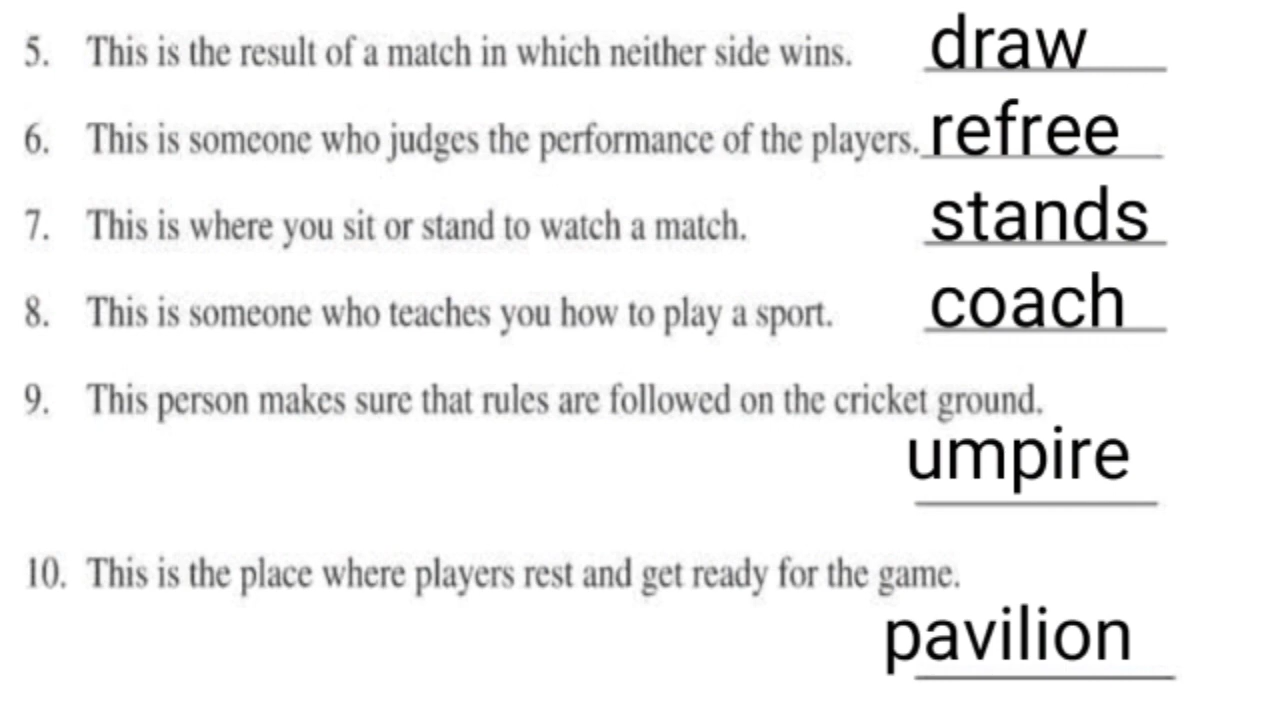 5. This is the result of a match in which neither side wins. draw
6. This is someone who judges the performance of the players. refree
7. This is where you sit or stand to watch a match. stands
8. This is someone who teaches you how to play a sport. coach
9. This person makes sure that rules are followed on the cricket ground.
umpire
10. This is the place where players rest and get ready for the game.
pavilion